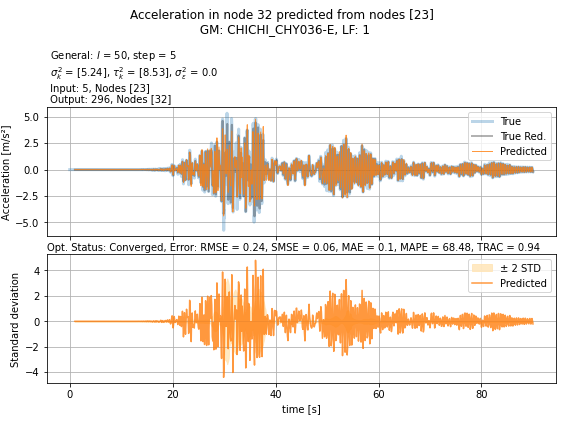 Acceleration in node 32 predicted from nodes [23]
GM: CHICHI_CHY036-E, LF: 1
General: l = 50, step = 5
σ²ₖ = [5.24], τ²ₖ = [8.53], σ²ε = 0.0
Input: 5, Nodes [23]
Output: 296, Nodes [32]
Acceleration [m/s²]
5.0
2.5
0.0
−2.5
−5.0
True
True Red.
Predicted
Opt. Status: Converged, Error: RMSE = 0.24, SMSE = 0.06, MAE = 0.1, MAPE = 68.48, TRAC = 0.94
Standard deviation
4
2
0
−2
−4
± 2 STD
Predicted
0 20 40 60 80
time [s]